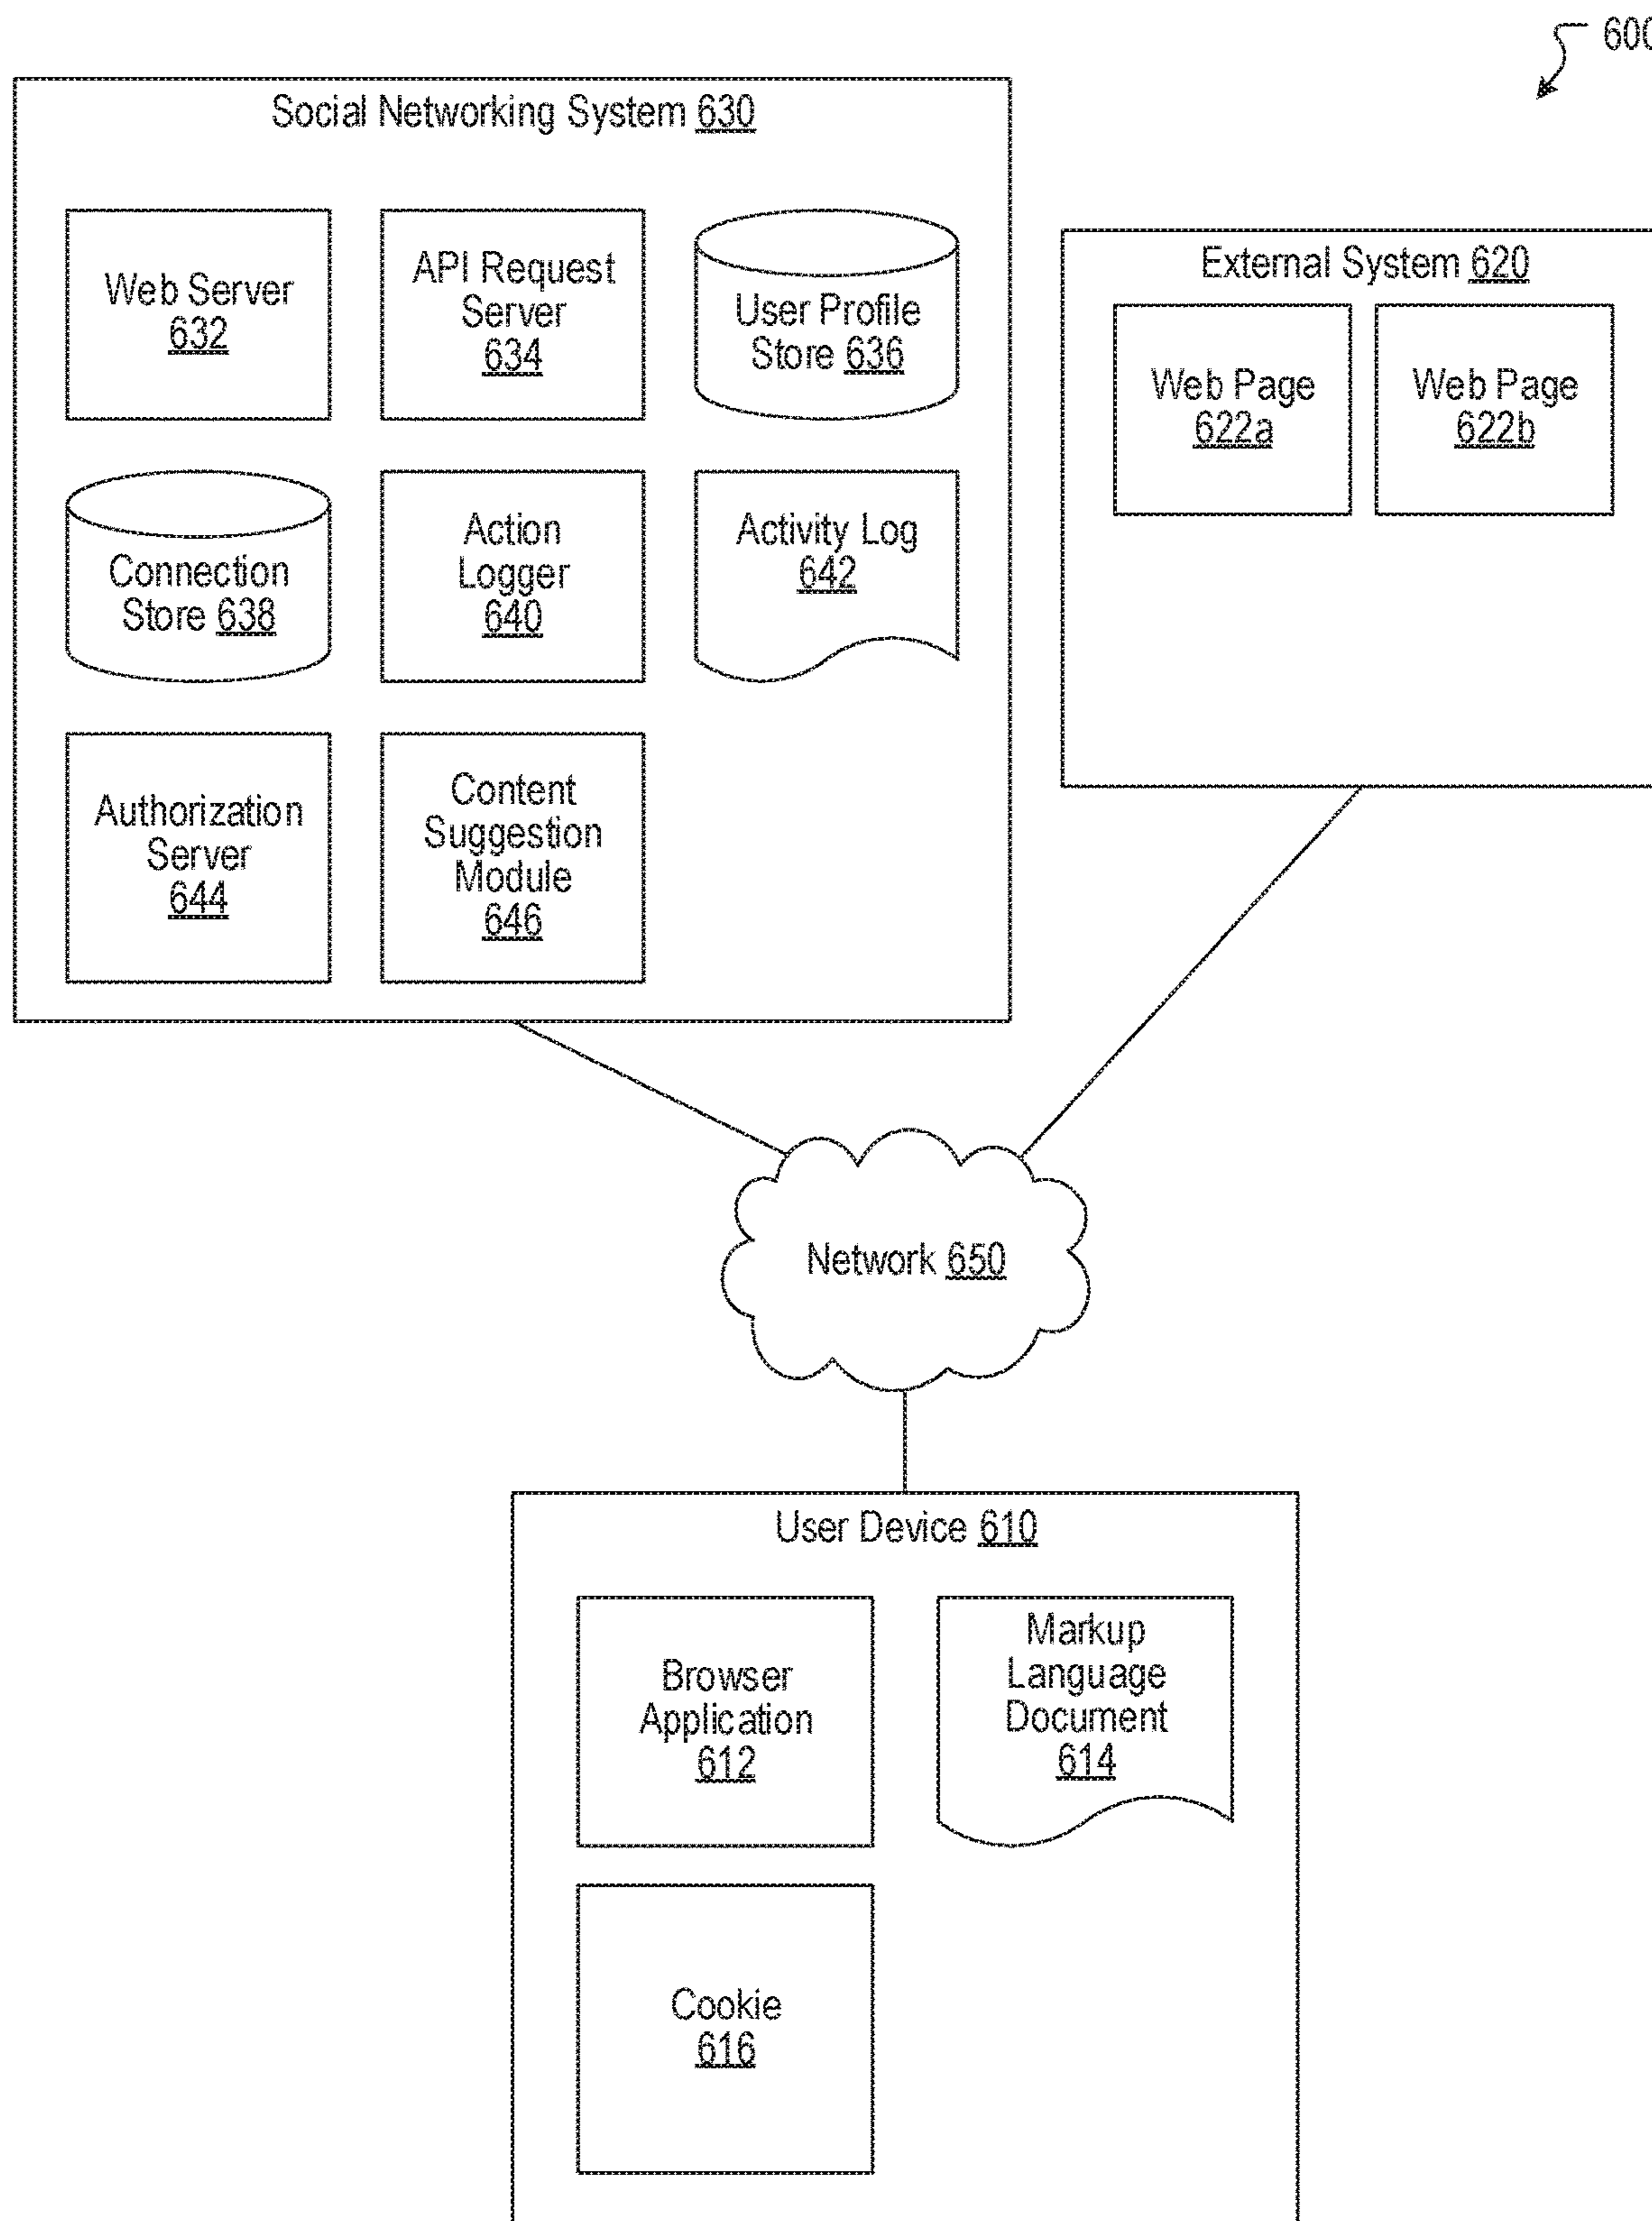 600
Social Networking System 630
Web Server
632
API Request
Server
634
User Profile
Store 636
Connection
Store 638
Action
Logger
640
Activity Log
642
Authorization
Server
644
Content
Suggestion
Module
646
External System 620
Web Page
622a
Web Page
622b
Network 650
User Device 610
Browser
Application
612
Markup
Language
Document
614
Cookie
616